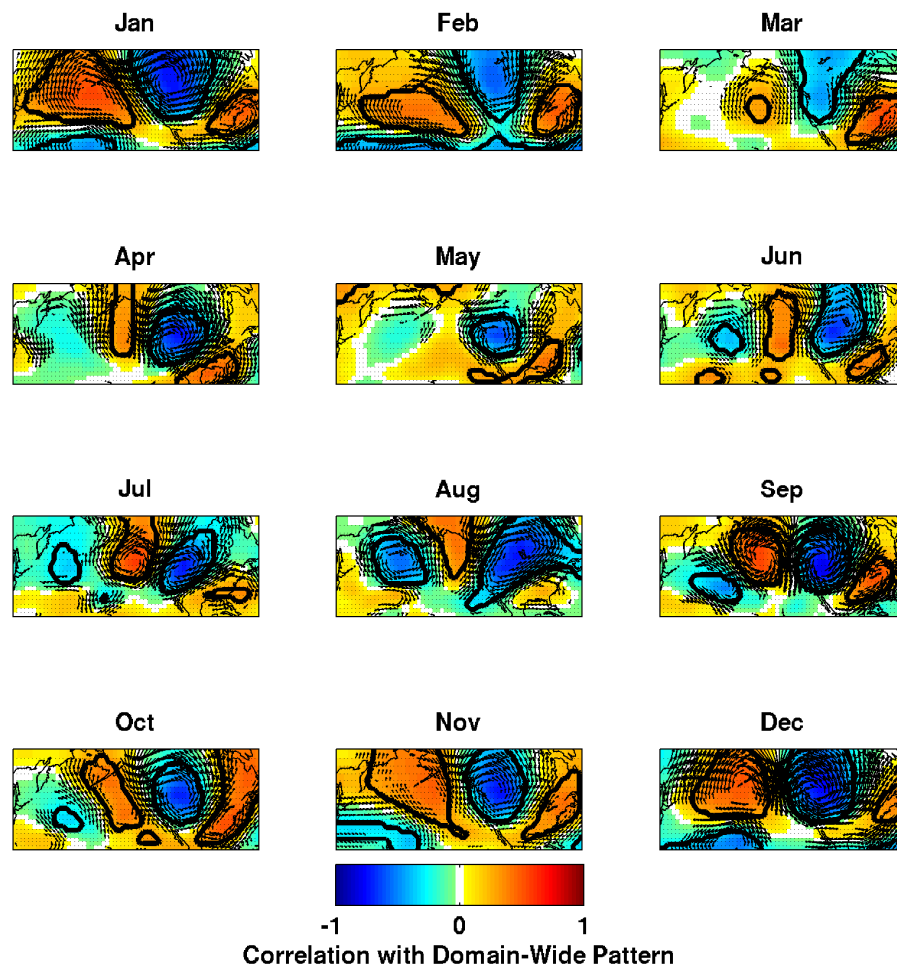 Jan Feb Mar
Apr May Jun
Jul Aug Sep
Oct Nov Dec
-1 0 1
Correlation with Domain-Wide Pattern